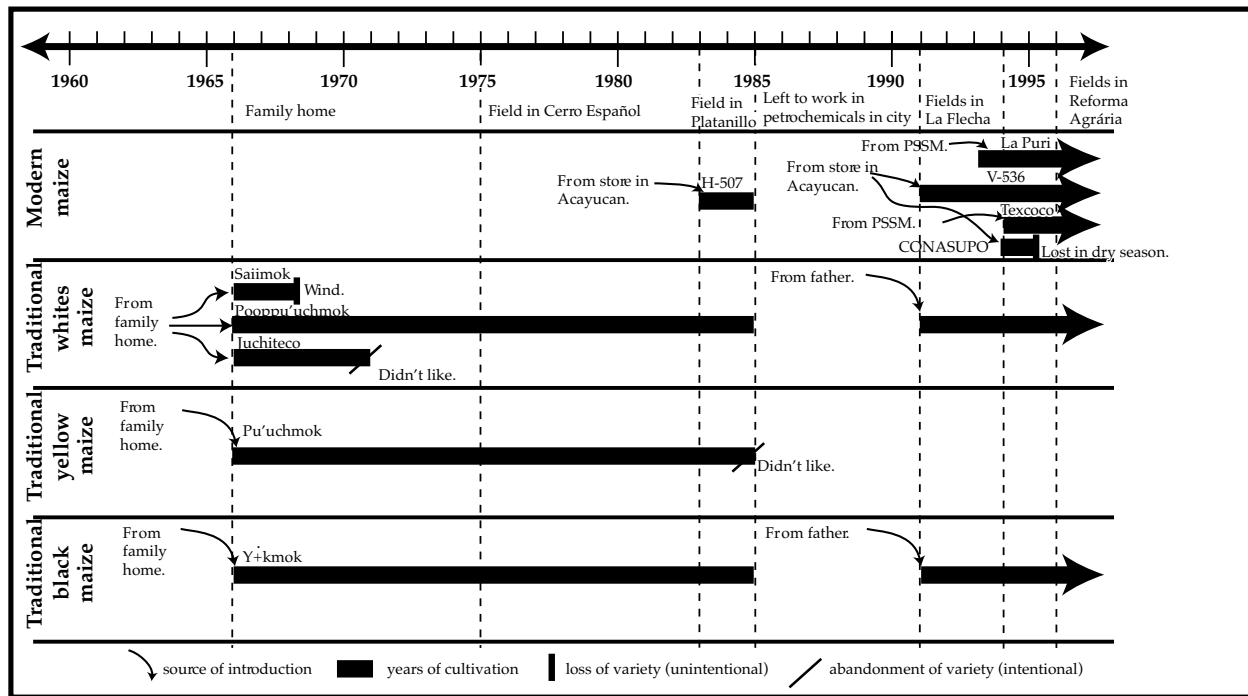 1960 1965 1970 1975 1980 1985 1990 1995
Family home
Field in Cerro Español
Field in
Platanillo
Left to work in
petrochemicals in city
Fields in
La Flecha
Fields in
Reforma
Agrária
Modern
maize
From store in
Acayucan.
H-507
From PSSM.
La Puri
From store in
Acayucan.
V-536
From PSSM.
Texcoco
CONASUPO
Lost in dry season.
Traditional
whites
maize
From
family
home.
Saiimok
Wind.
Pooppu'uchmok
Juchiteco
Didn't like.
From father.
Traditional
yellow
maize
From
family
home.
Pu'uchmok
Didn't like.
Traditional
black
maize
From
family
home.
Y+kmok
From father.
source of introduction
years of cultivation
loss of variety (unintentional)
abandonment of variety (intentional)